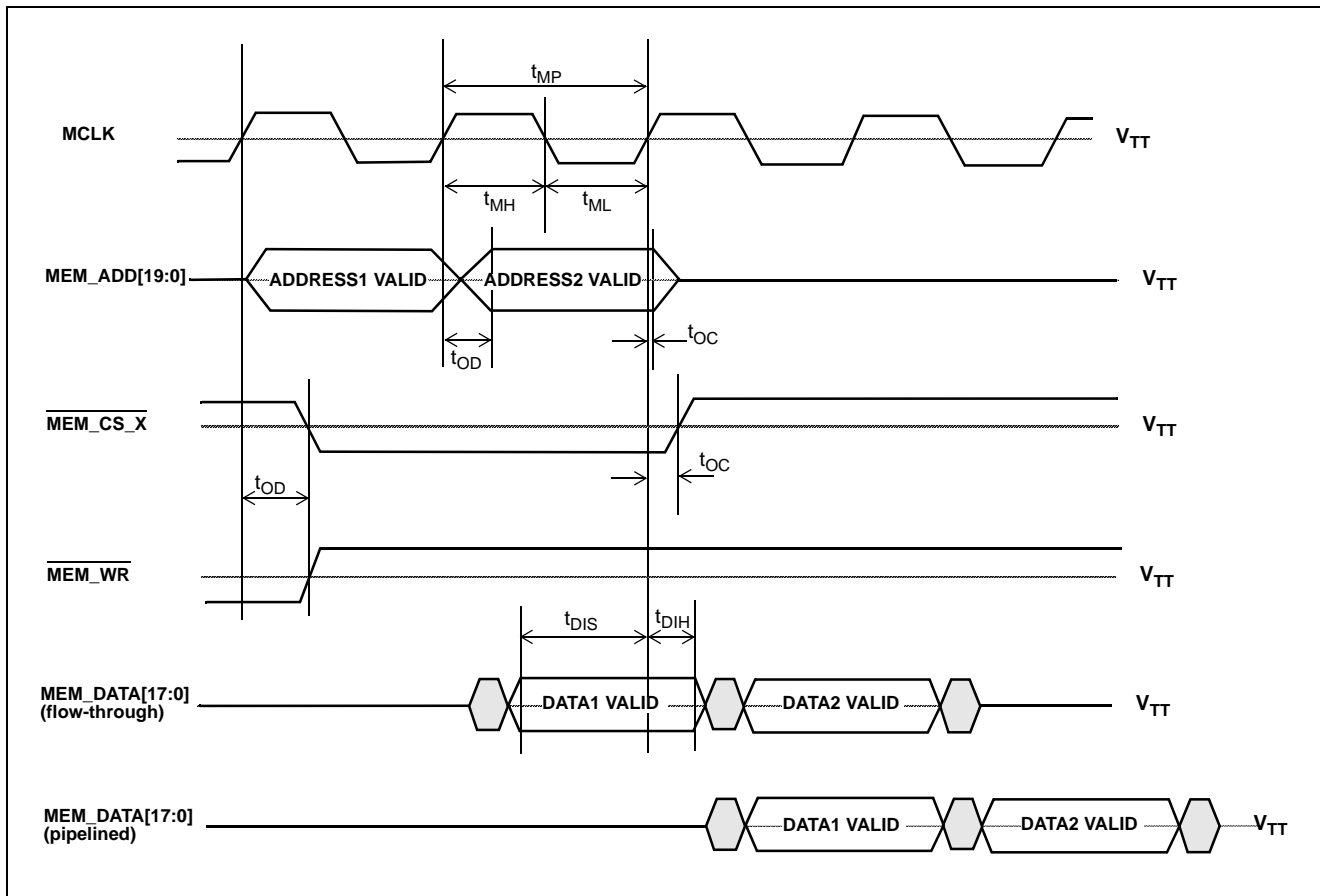 tMP
MCLK
VTT
tMH
tML
MEM_ADD[19:0]
ADDRESS1 VALID
ADDRESS2 VALID
VTT
tOD
tOC
MEM_CS_X
VTT
tOC
tOD
MEM_WR
VTT
tDIS
tDIH
MEM_DATA[17:0]
(flow-through)
DATA1 VALID
DATA2 VALID
VTT
MEM_DATA[17:0]
(pipelined)
DATA1 VALID
DATA2 VALID
VTT